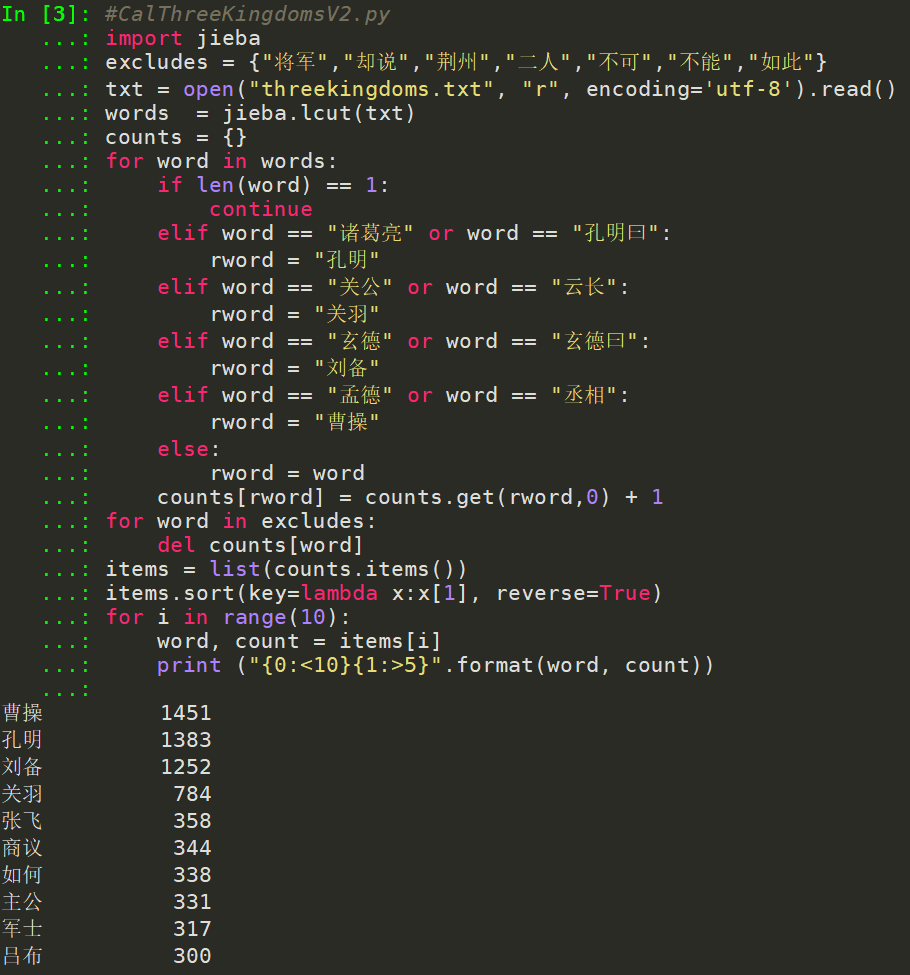 In [3]: #CalThreeKingdomsV2.py
   ...: import jieba
   ...: excludes = {"将军","却说","荆州","二人","不可","不能","如此"}
   ...: txt = open("threekingdoms.txt", "r", encoding='utf-8').read()
   ...: words  = jieba.lcut(txt)
   ...: counts = {}
   ...: for word in words:
   ...:     if len(word) == 1:
   ...:         continue
   ...:     elif word == "诸葛亮" or word == "孔明曰":
   ...:         rword = "孔明"
   ...:     elif word == "关公" or word == "云长":
   ...:         rword = "关羽"
   ...:     elif word == "玄德" or word == "玄德曰":
   ...:         rword = "刘备"
   ...:     elif word == "孟德" or word == "丞相":
   ...:         rword = "曹操"
   ...:     else:
   ...:         rword = word
   ...:     counts[rword] = counts.get(rword,0) + 1
   ...: for word in excludes:
   ...:     del counts[word]
   ...: items = list(counts.items())
   ...: items.sort(key=lambda x:x[1], reverse=True)
   ...: for i in range(10):
   ...:     word, count = items[i]
   ...:     print ("{0:<10}{1:>5}".format(word, count))
   ...:
曹操         1451
孔明         1383
刘备         1252
关羽          784
张飞          358
商议          344
如何          338
主公          331
军士          317
吕布          300